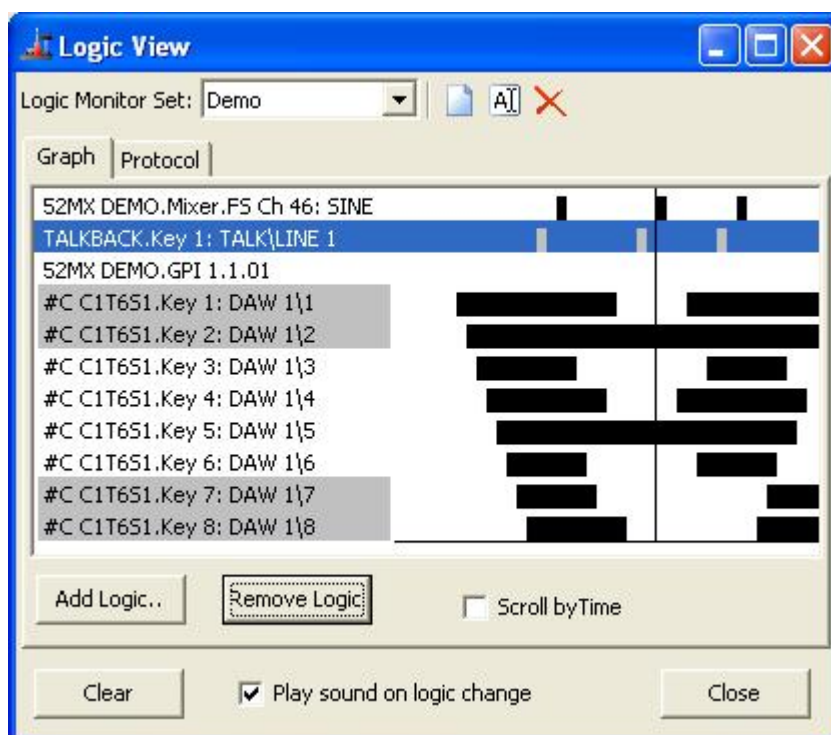 Logic View
Logic Monitor Set: Demo
Graph Protocol
52MX DEMO.Mixer.FS Ch 46: SINE
TALKBACK.Key 1: TALK\LINE 1
52MX DEMO.GPI 1.1.01
#C C1T6S1.Key 1: DAW 1\1
#C C1T6S1.Key 2: DAW 1\2
#C C1T6S1.Key 3: DAW 1\3
#C C1T6S1.Key 4: DAW 1\4
#C C1T6S1.Key 5: DAW 1\5
#C C1T6S1.Key 6: DAW 1\6
#C C1T6S1.Key 7: DAW 1\7
#C C1T6S1.Key 8: DAW 1\8
Add Logic.. Remove Logic Scroll byTime
Clear Play sound on logic change Close